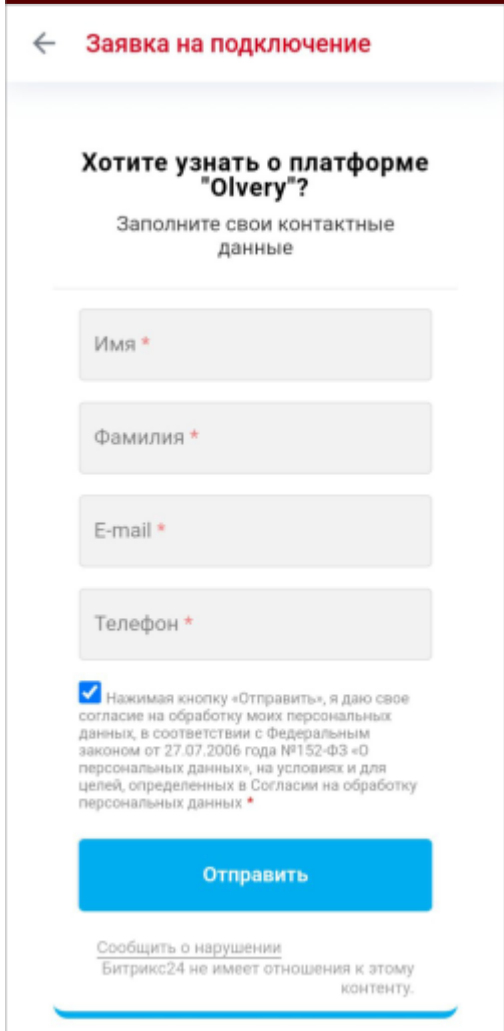 Заявка на подключение
Хотите узнать о платформе
"Olvery"?
Заполните свои контактные
данные
Имя *
Фамилия *
E-mail *
Телефон *
Нажимая кнопку «Отправить», я даю свое
согласие на обработку моих персональных
данных, в соответствии с Федеральным
законом от 27.07.2006 года №152-ФЗ «О
персональных данных», на условиях и для
целей, определенных в Согласии на обработку
персональных данных *
Отправить
Сообщить о нарушении
Битрикс24 не имеет отношения к этому
контенту.